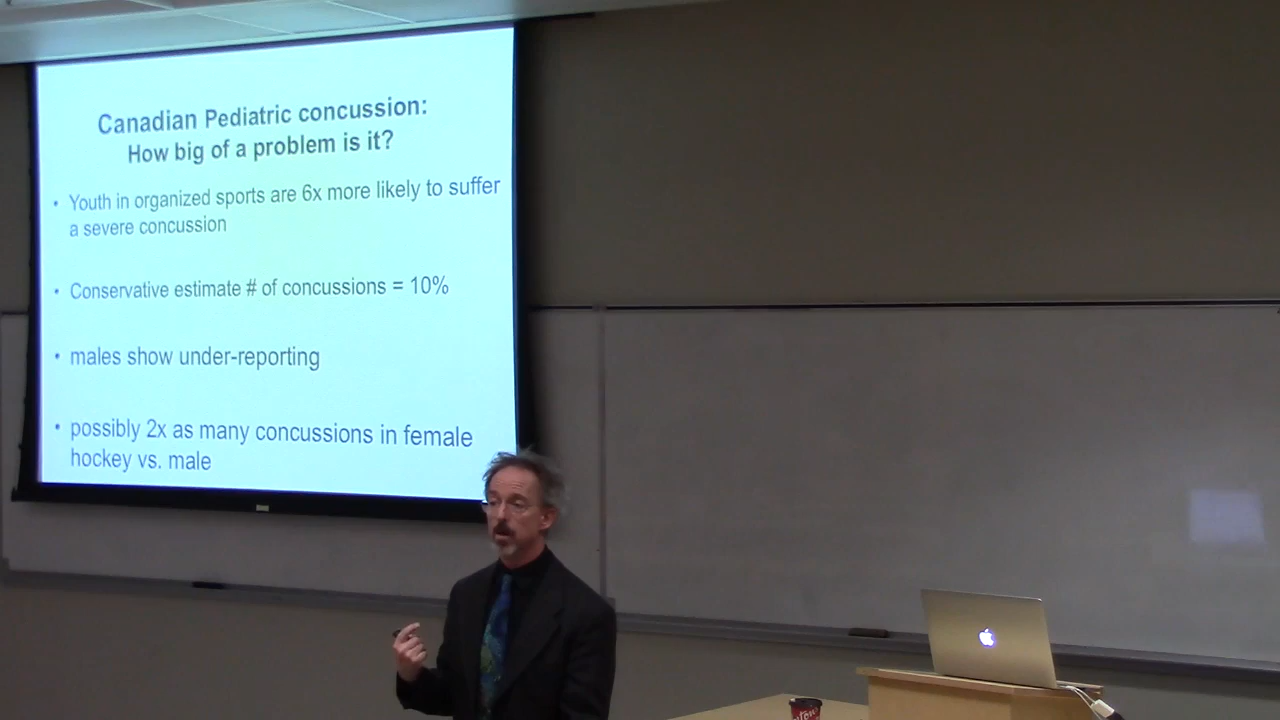 Canadian Pediatric concussion:
How big of a problem is it?
• Youth in organized sports are 6x more likely to suffer
a severe concussion
• Conservative estimate # of concussions = 10%
• males show under-reporting
• possibly 2x as many concussions in female
hockey vs. male